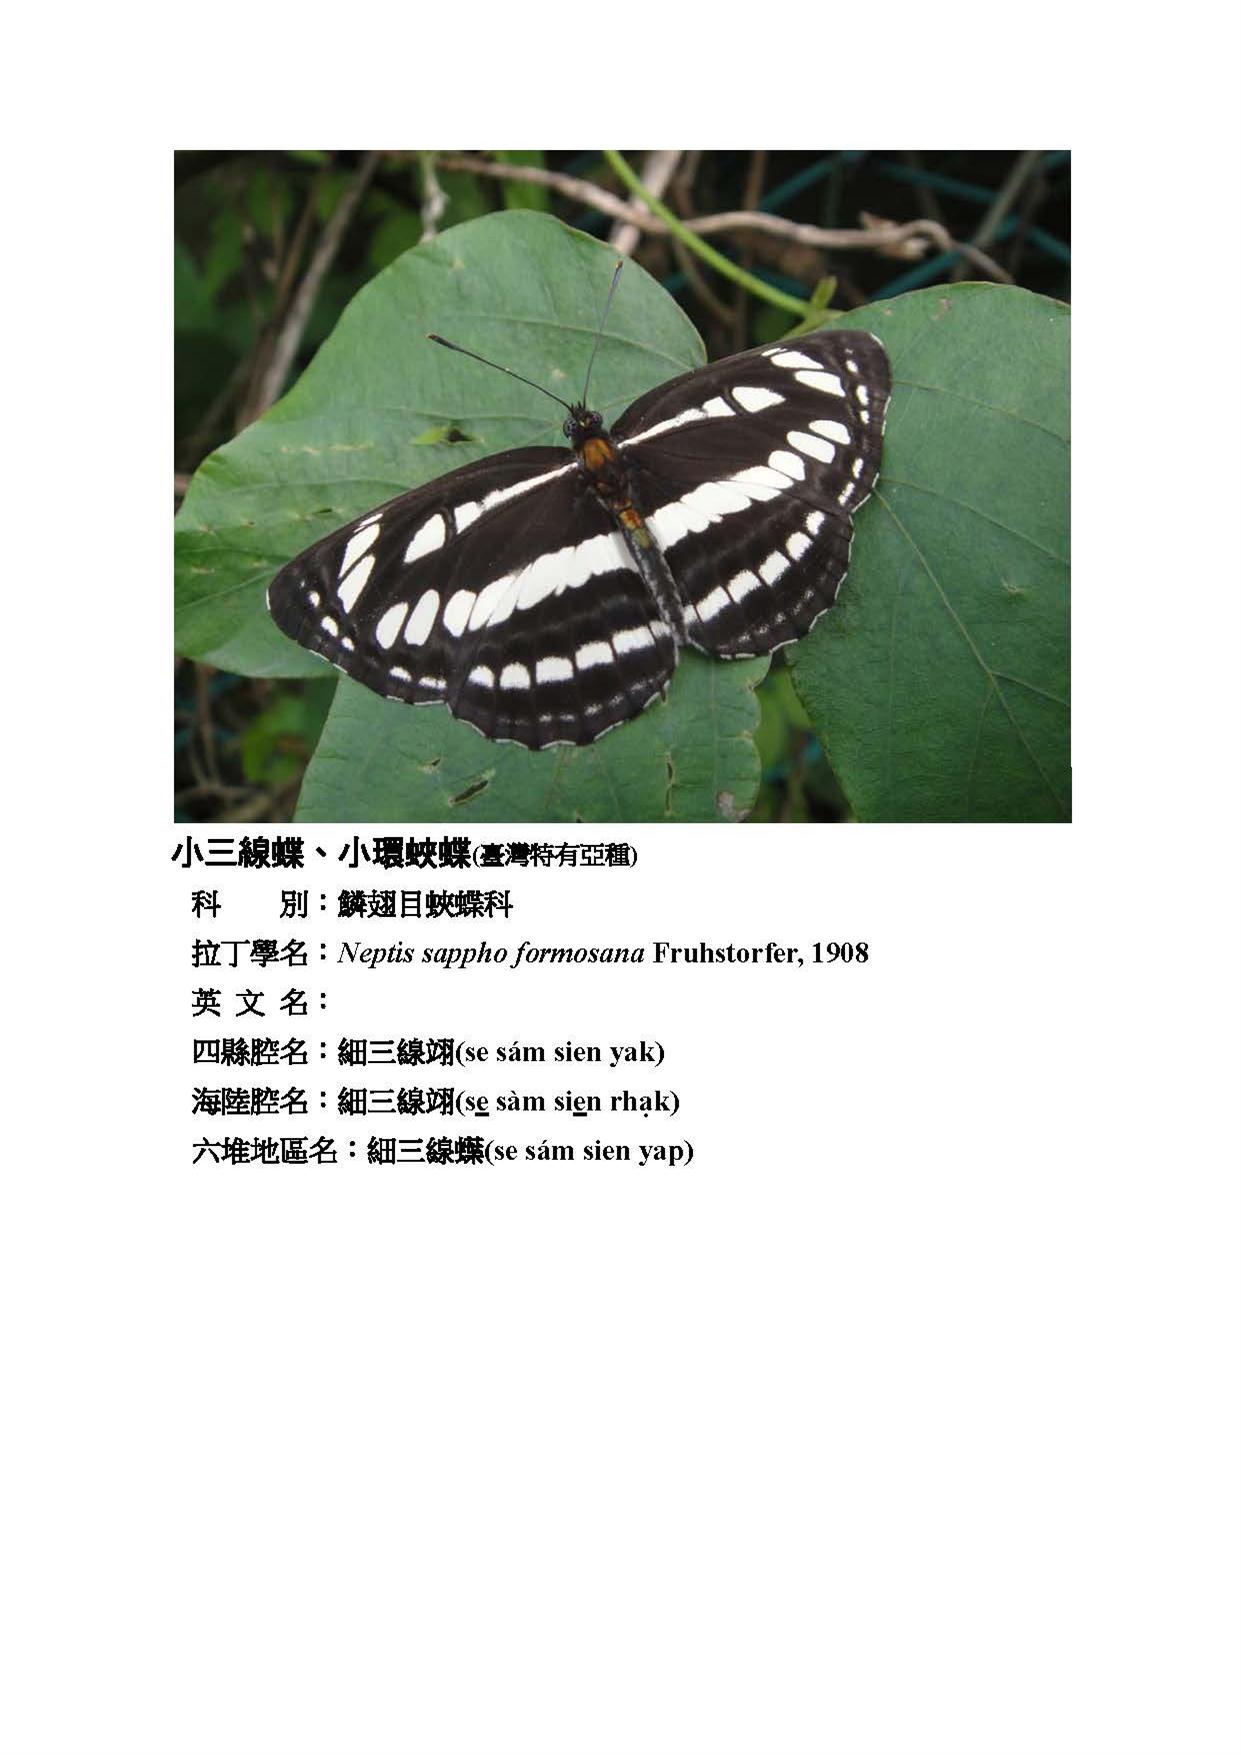 小三線蝶、小環蛺蝶(臺灣特有亞種)
科　　別：鱗翅目蛺蝶科
拉丁學名：Neptis sappho formosana Fruhstorfer, 1908
英 文 名：
四縣腔名：細三線翊(se sám sien yak)
海陸腔名：細三線翊(se sàm sien rhạk)
六堆地區名：細三線蝶(se sám sien yap)